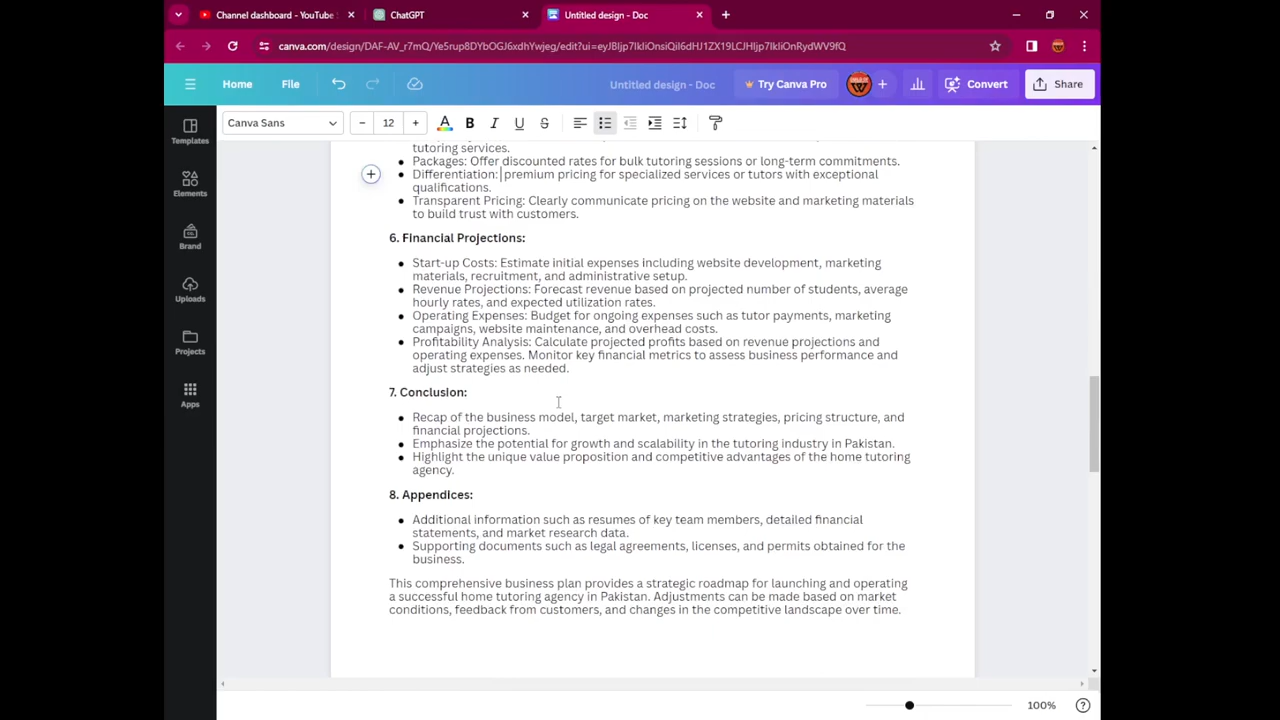 Channel dashboard - YouTube
ChatGPT
Untitled design - Doc
canva.com/design/DAF-AV_r7mQ/Ye5rup8DYbOGJ6xdhYwjeg/edit?ui=eyJBIjp7IkIiOnsiQiI6dHJ1ZX19LCJHIjp7IkIiOnRydWV9fQ
Home
File
Untitled design - Doc
Try Canva Pro
Convert
Share
Canva Sans
12
Templates
Elements
Brand
Uploads
Projects
Apps
tutoring services.
Packages: Offer discounted rates for bulk tutoring sessions or long-term commitments.
Differentiation: premium pricing for specialized services or tutors with exceptional
qualifications.
Transparent Pricing: Clearly communicate pricing on the website and marketing materials
to build trust with customers.
6. Financial Projections:
Start-up Costs: Estimate initial expenses including website development, marketing
materials, recruitment, and administrative setup.
Revenue Projections: Forecast revenue based on projected number of students, average
hourly rates, and expected utilization rates.
Operating Expenses: Budget for ongoing expenses such as tutor payments, marketing
campaigns, website maintenance, and overhead costs.
Profitability Analysis: Calculate projected profits based on revenue projections and
operating expenses. Monitor key financial metrics to assess business performance and
adjust strategies as needed.
7. Conclusion:
Recap of the business model, target market, marketing strategies, pricing structure, and
financial projections.
Emphasize the potential for growth and scalability in the tutoring industry in Pakistan.
Highlight the unique value proposition and competitive advantages of the home tutoring
agency.
8. Appendices:
Additional information such as resumes of key team members, detailed financial
statements, and market research data.
Supporting documents such as legal agreements, licenses, and permits obtained for the
business.
This comprehensive business plan provides a strategic roadmap for launching and operating
a successful home tutoring agency in Pakistan. Adjustments can be made based on market
conditions, feedback from customers, and changes in the competitive landscape over time.
100%